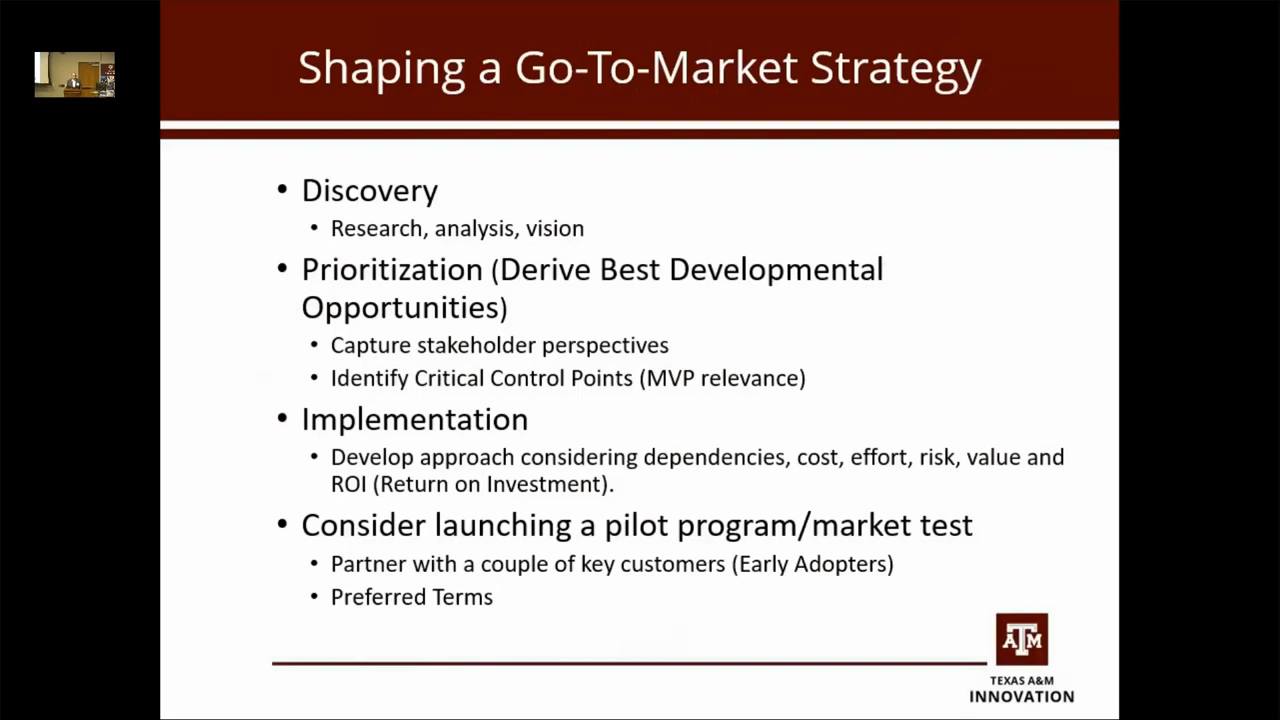 Shaping a Go-To-Market Strategy
• Discovery
• Research, analysis, vision
• Prioritization (Derive Best Developmental
Opportunities)
• Capture stakeholder perspectives
• Identify Critical Control Points (MVP relevance)
• Implementation
• Develop approach considering dependencies, cost, effort, risk, value and
ROI (Return on Investment).
• Consider launching a pilot program/market test
• Partner with a couple of key customers (Early Adopters)
• Preferred Terms
ATM
TEXAS A&M
INNOVATION